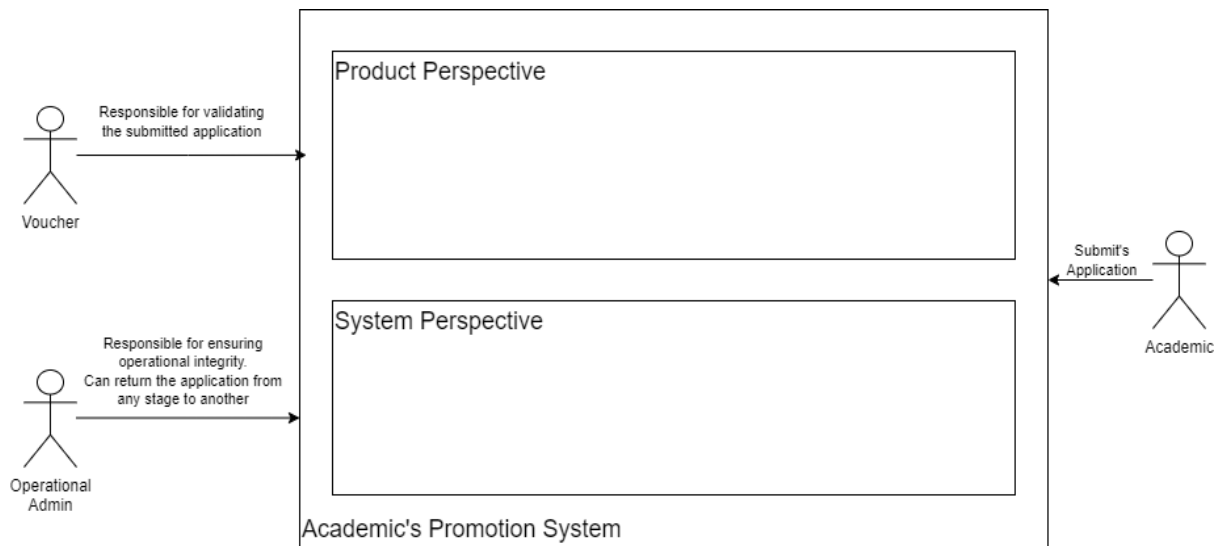 Product Perspective
Responsible for validating
the submitted application
Voucher
Submit's
Application
Academic
System Perspective
Responsible for ensuring
operational integrity.
Can return the application from
any stage to another
Operational
Admin
Academic's Promotion System